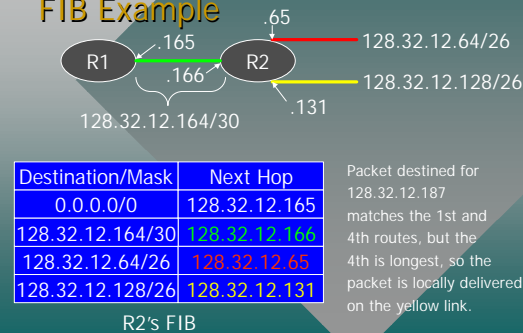 FIB Example
.65
.165
128.32.12.64/26
R1
R2
.166
128.32.12.128/26
.131
128.32.12.164/30
Destination/Mask Next Hop
0.0.0.0/0 128.32.12.165
128.32.12.164/30 128.32.12.166
128.32.12.64/26 128.32.12.65
128.32.12.128/26 128.32.12.131
R2's FIB
Packet destined for
128.32.12.187
matches the 1st and
4th routes, but the
4th is longest, so the
packet is locally delivered
on the yellow link.